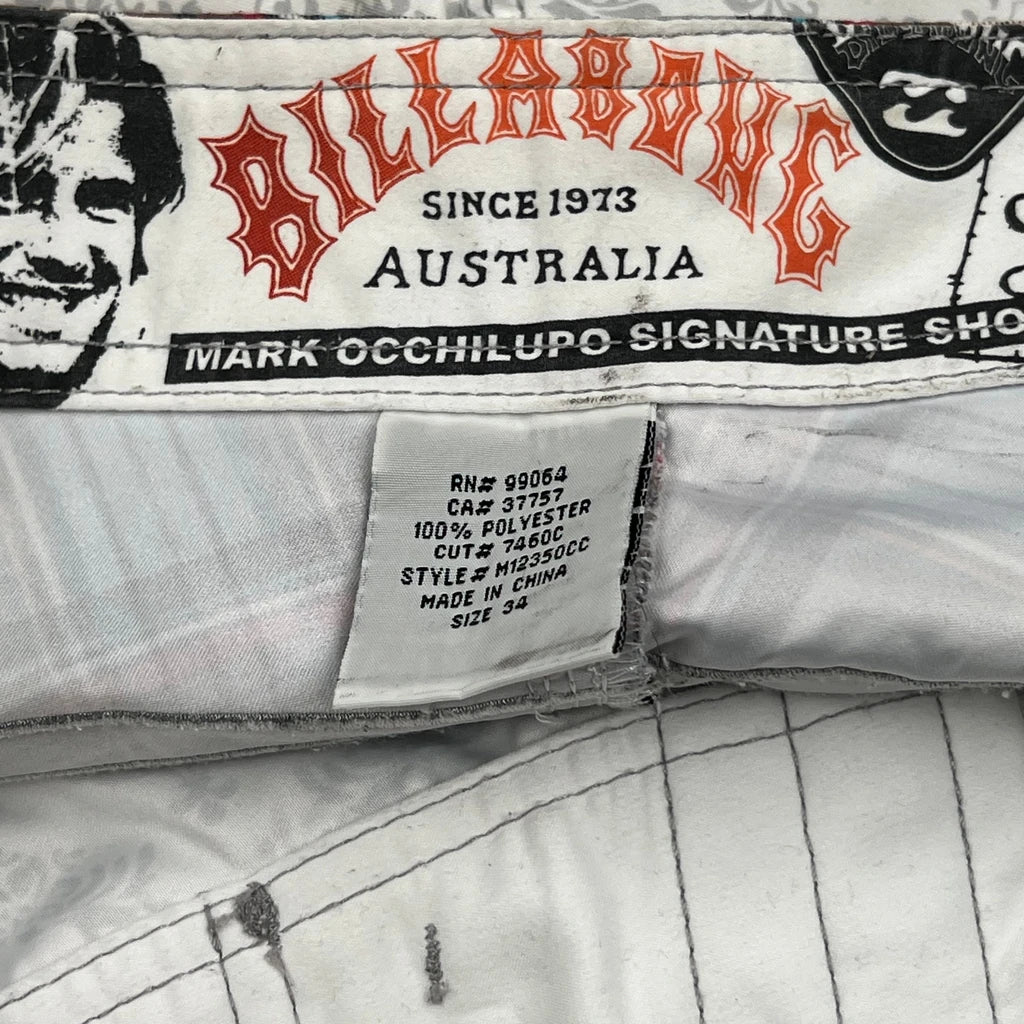 BILLABONG
SINCE 1973
AUSTRALIA
MARK OCCHILUPO SIGNATURE SHO
RN# 99064
CA# 37757
100% POLYESTER
CUT# 7460C
STYLE# M12350CC
MADE IN CHINA
SIZE 34